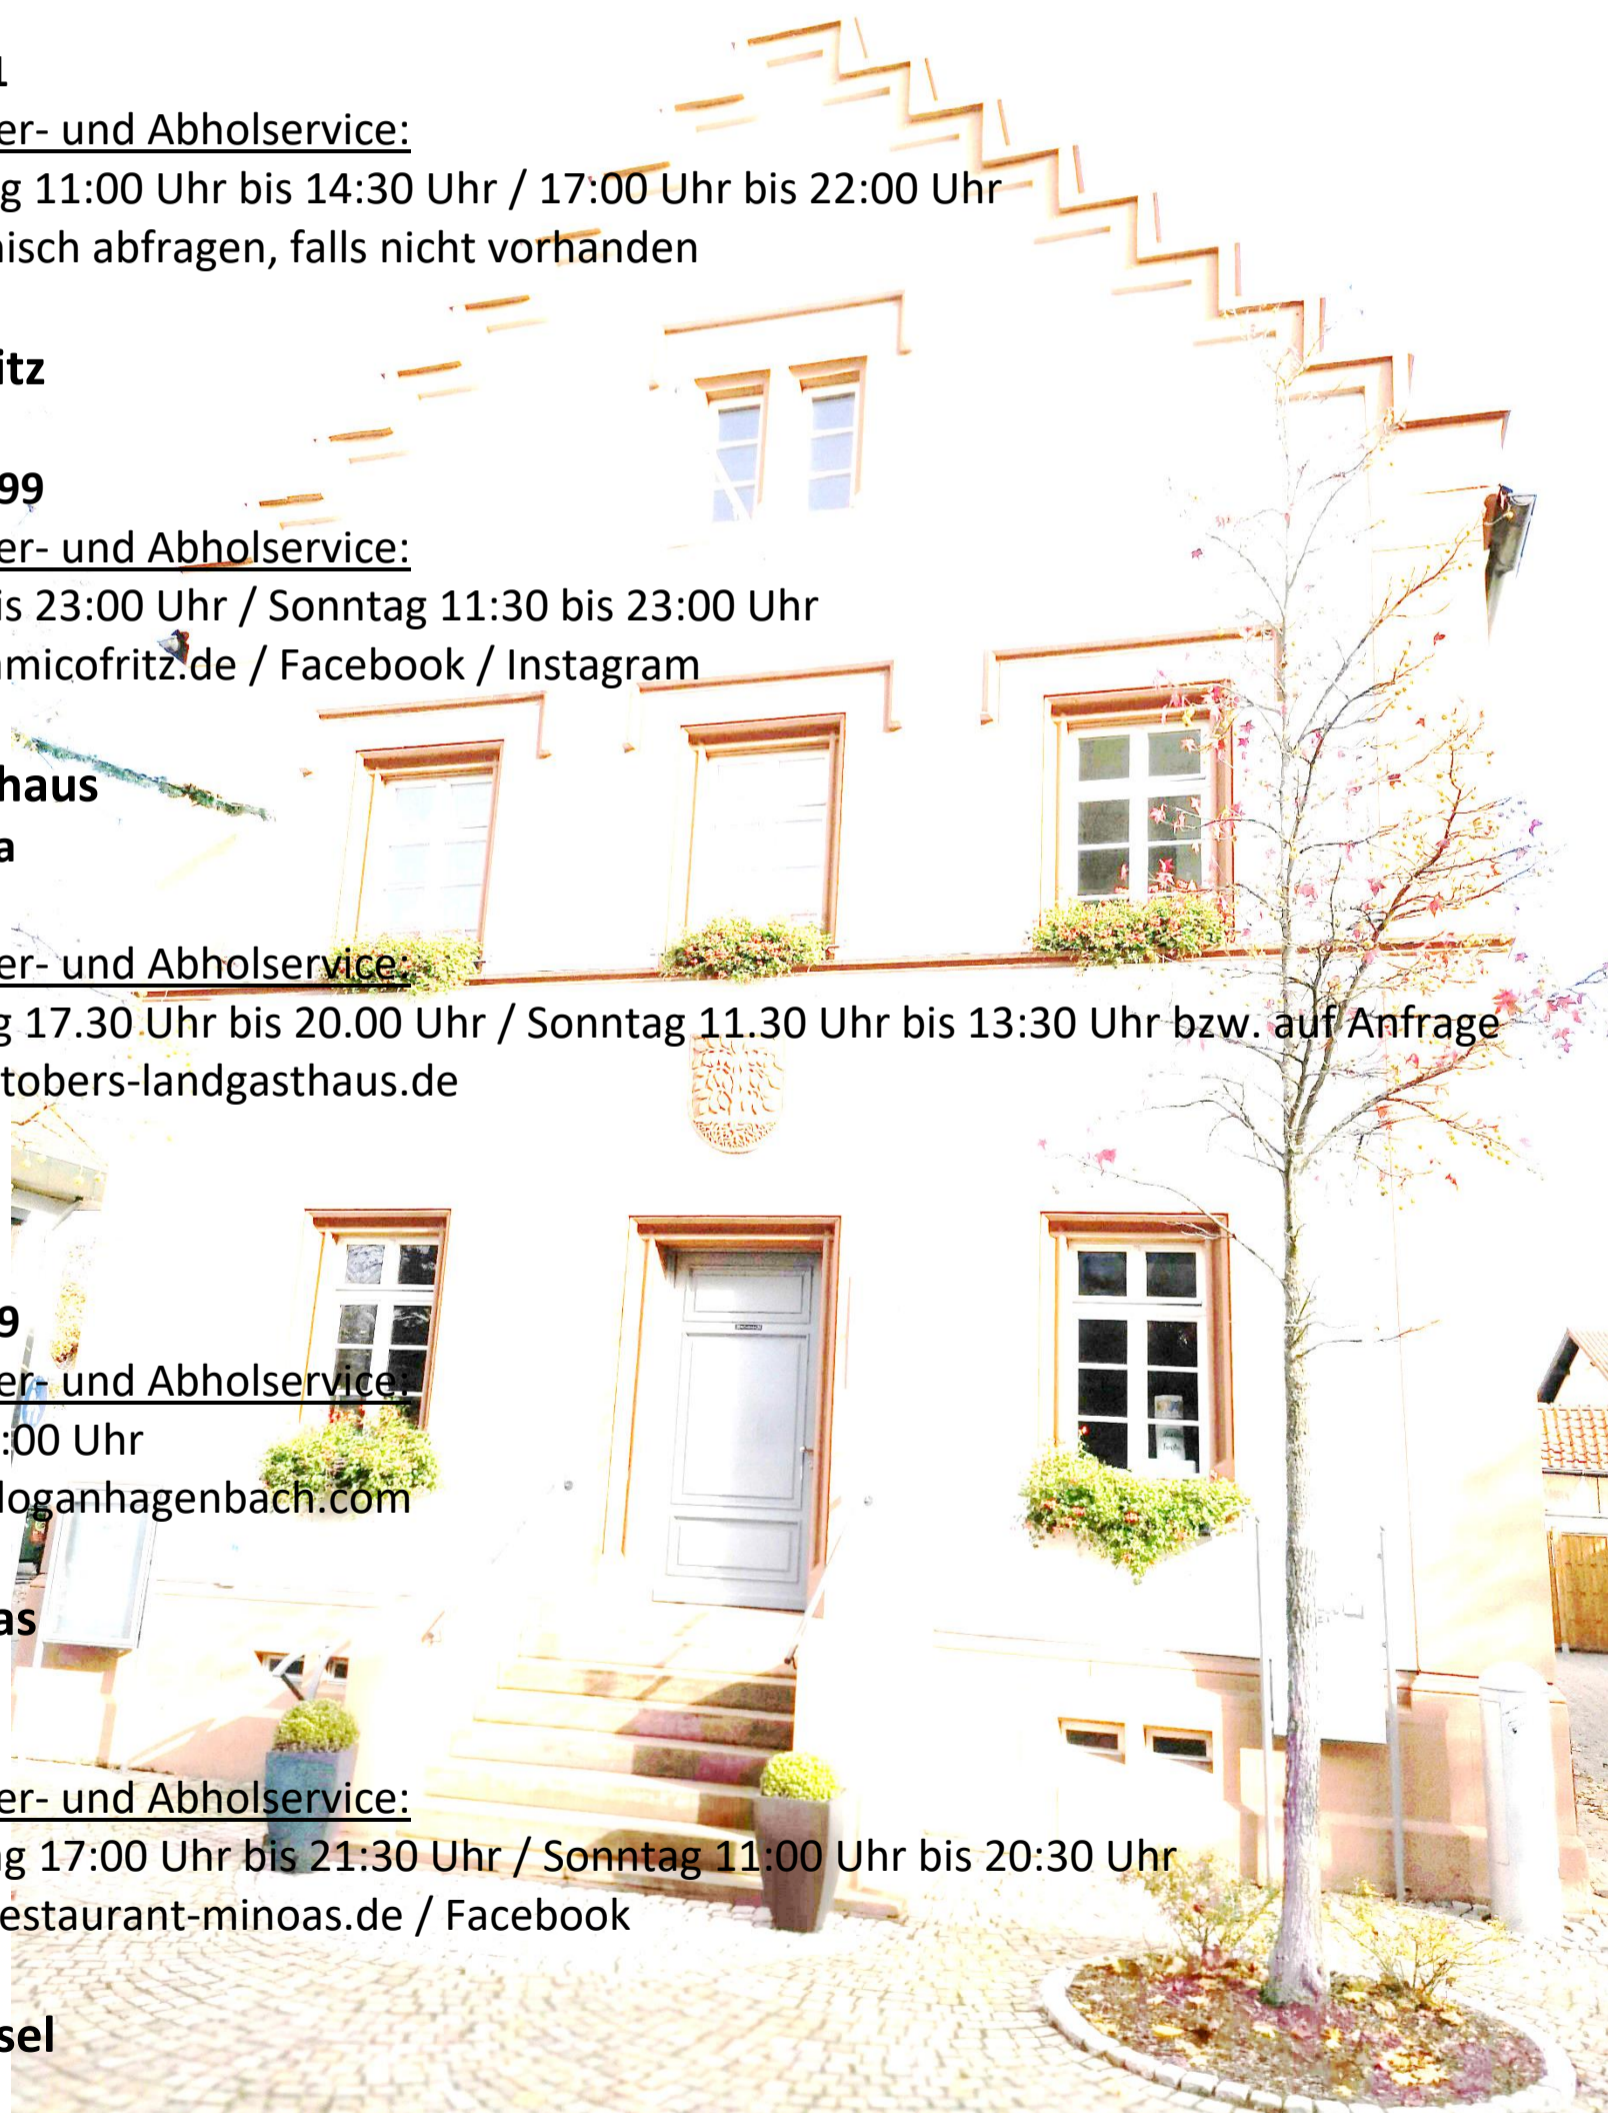 1
er- und Abholservice:
g 11:00 Uhr bis 14:30 Uhr / 17:00 Uhr bis 22:00 Uhr
nisch abfragen, falls nicht vorhanden
itz
99
er- und Abholservice:
is 23:00 Uhr / Sonntag 11:30 bis 23:00 Uhr
amicofritz.de / Facebook / Instagram
haus
a
er- und Abholservice:
g 17.30 Uhr bis 20.00 Uhr / Sonntag 11.30 Uhr bis 13:30 Uhr bzw. auf Anfrage
tobers-landgasthaus.de
9
er- und Abholservice:
:00 Uhr
loganhagenbach.com
as
er- und Abholservice:
ag 17:00 Uhr bis 21:30 Uhr / Sonntag 11:00 Uhr bis 20:30 Uhr
restaurant-minoas.de / Facebook
sel